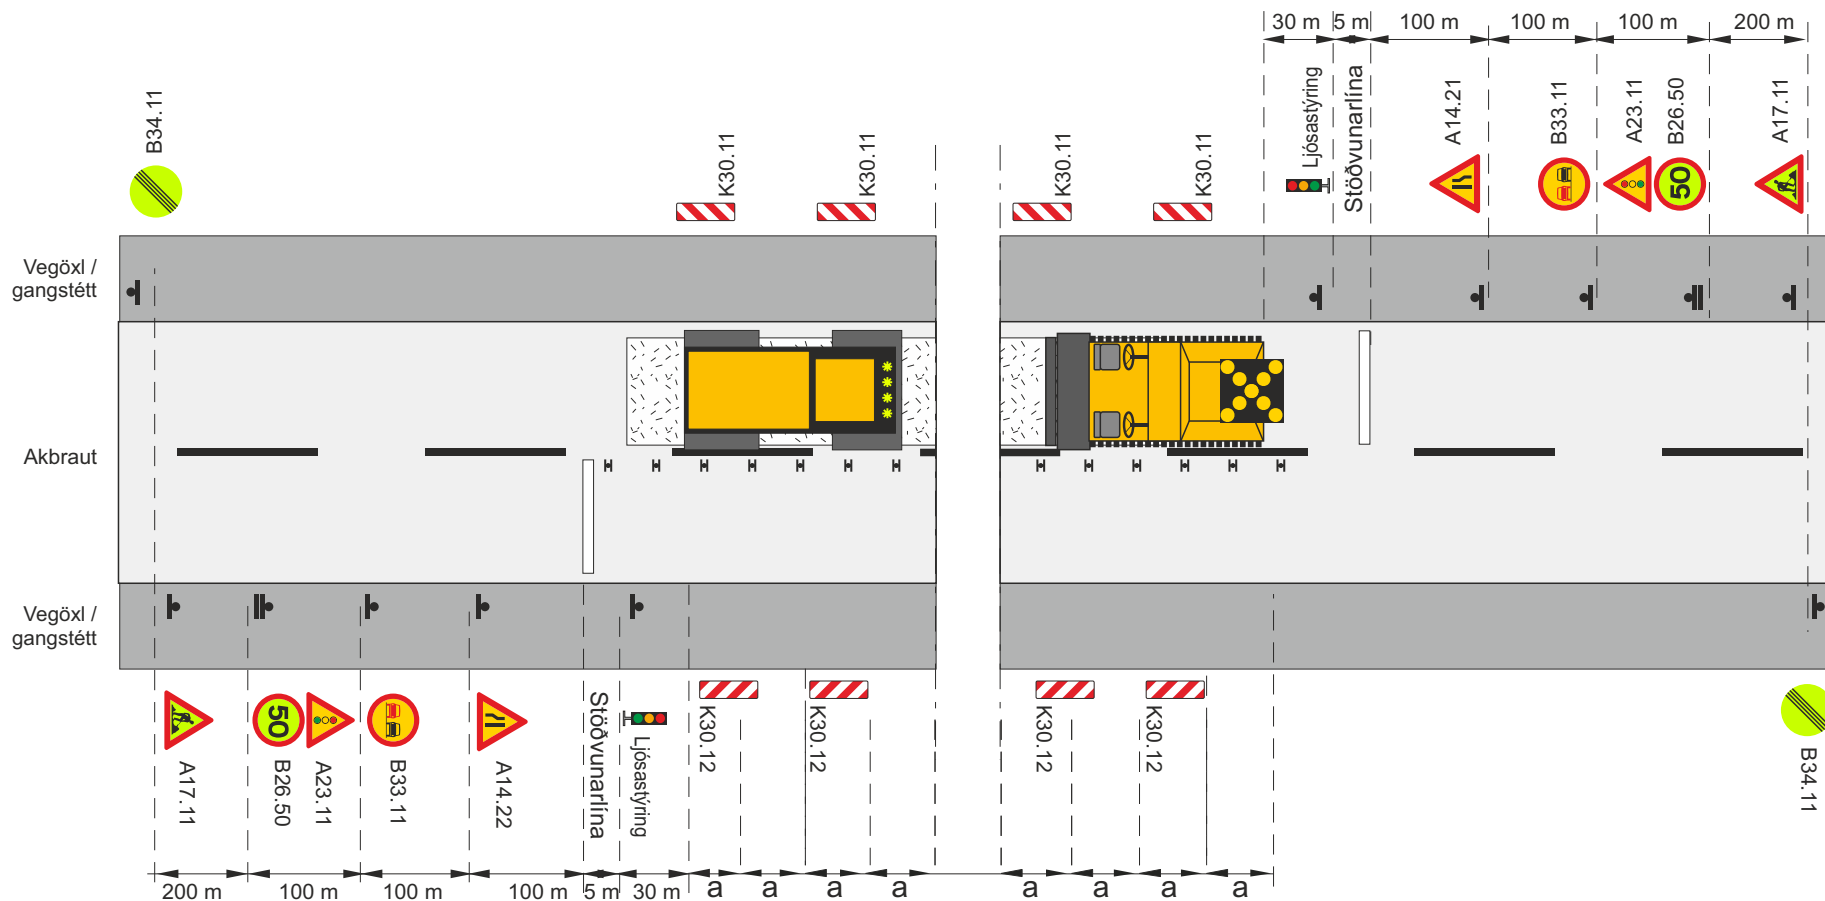 30 m 5 m 100 m 100 m 100 m 200 m
B34.11
K30.11
K30.11
K30.11
K30.11
Ljósastýring
Stöðvunarlína
A14.21
B33.11
A23.11
B26.50
A17.11
50
Vegöxl /
gangstétt
Akbraut
Vegöxl /
gangstétt
50
A17.11
B26.50
A23.11
B33.11
A14.22
Stöðvunarlína
Ljósastýring
K30.12
K30.12
K30.12
K30.12
B34.11
200 m 100 m 100 m 100 m 5 m 30 m a a a a a a a a